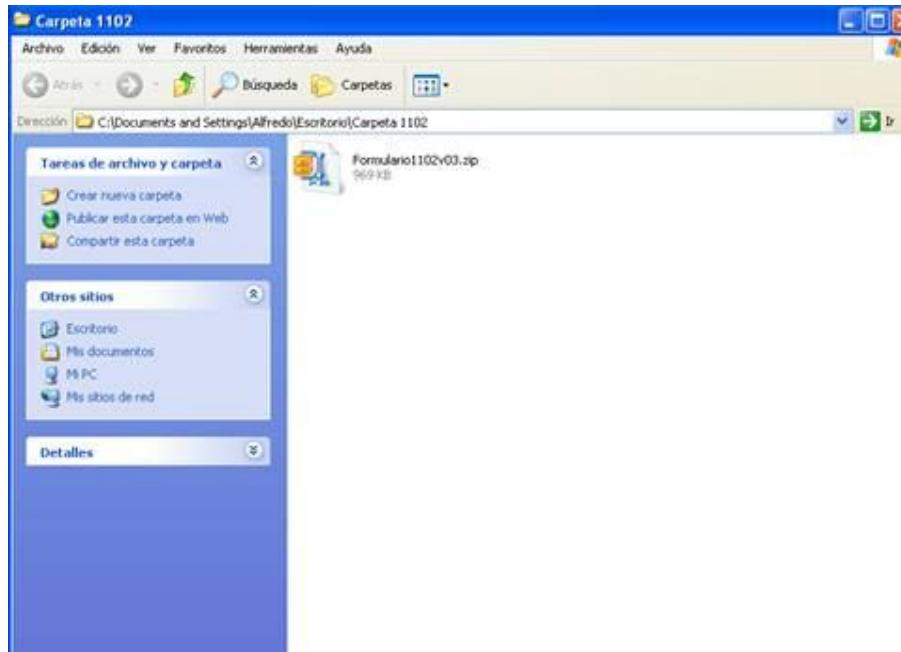 Carpeta 1102
Archivo Edición Ver Favoritos Herramientas Ayuda
Atrás Búsqueda Carpetas
Dirección C:\Documents and Settings\Alfredo\Escritorio\Carpeta 1102 Ir
Tareas de archivo y carpeta
Crear nueva carpeta
Publicar esta carpeta en Web
Compartir esta carpeta
Otros sitios
Escritorio
Mis documentos
Mi PC
Mis sitios de red
Detalles
Formulario1102v03.zip
969 KB